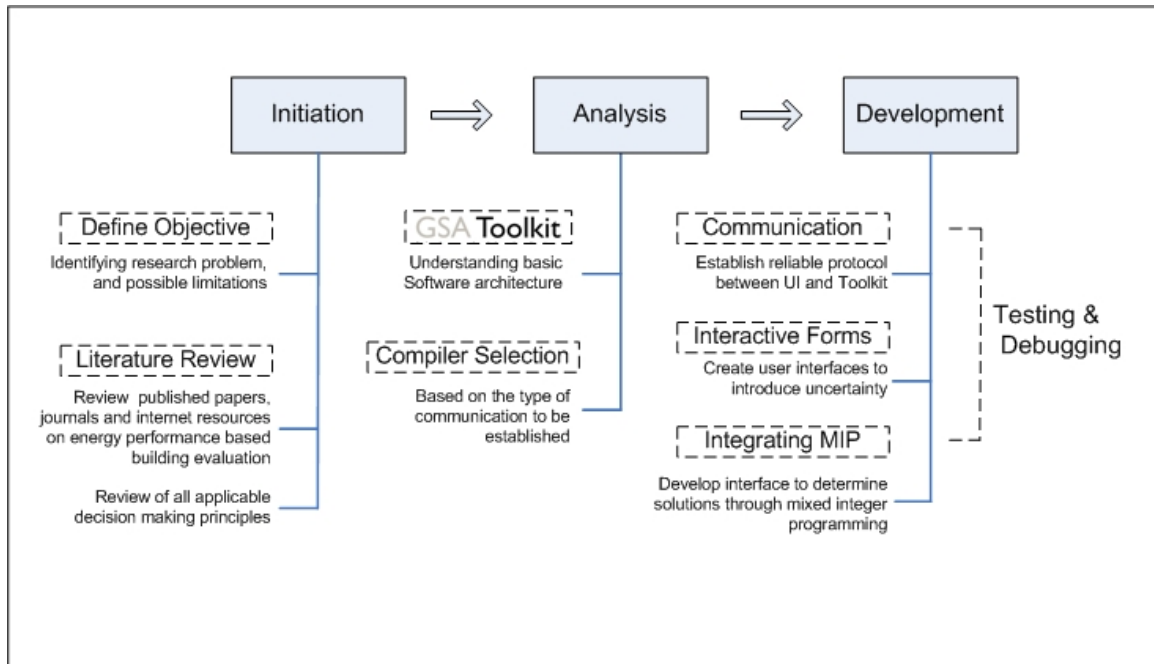 Initiation
Analysis
Development
Define Objective
Identifying research problem,
and possible limitations
Literature Review
Review published papers,
journals and internet resources
on energy performance based
building evaluation
Review of all applicable
decision making principles
GSA Toolkit
Understanding basic
Software architecture
Compiler Selection
Based on the type of
communication to be
established
Communication
Establish reliable protocol
between UI and Toolkit
Interactive Forms
Create user interfaces to
introduce uncertainty
Integrating MIP
Develop interface to determine
solutions through mixed integer
programming
Testing &
Debugging